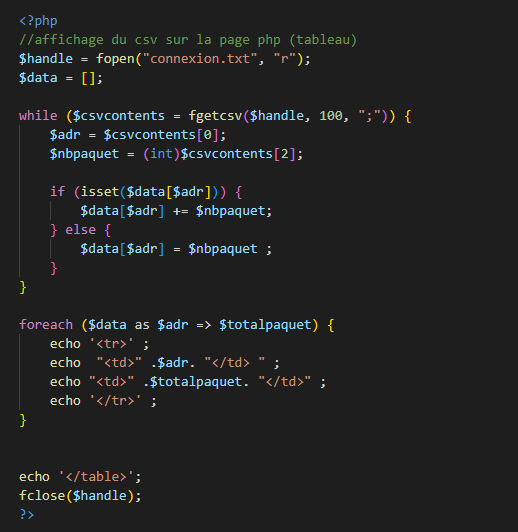 <?php
//affichage du csv sur la page php (tableau)
$handle = fopen("connexion.txt", "r");
$data = [];
while ($csvcontents = fgetcsv($handle, 100, ";")) {
    $adr = $csvcontents[0];
    $nbpaquet = (int)$csvcontents[2];
    if (isset($data[$adr])) {
        $data[$adr] += $nbpaquet;
    } else {
        $data[$adr] = $nbpaquet ;
    }
}
foreach ($data as $adr => $totalpaquet) {
    echo '<tr>' ;
    echo  "<td>" .$adr. "</td> " ;
    echo "<td>" .$totalpaquet. "</td>" ;
    echo '</tr>' ;
}
echo '</table>';
fclose($handle);
?>